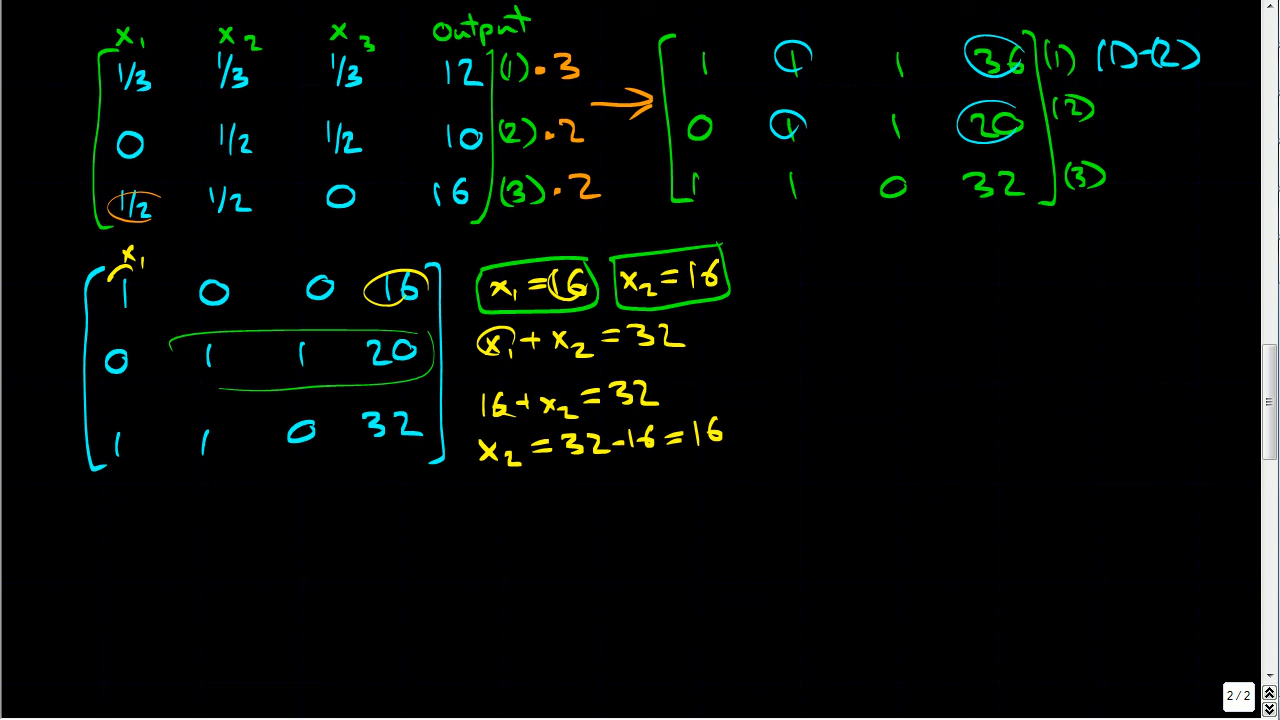 x₁ x₂ x₃ output
1/3 1/3 1/3 12 (1) · 3
0 1/2 1/2 10 (2) · 2
1/2 1/2 0 16 (3) · 2
→
1 1 1 36 (1) (1)-(2)
0 1 1 20 (2)
1 1 0 32 (3)
x₁
1 0 0 16
0 1 1 20
1 1 0 32
x₁ = 16 x₂ = 16
x₁ + x₂ = 32
16 + x₂ = 32
x₂ = 32 - 16 = 16
2 / 2